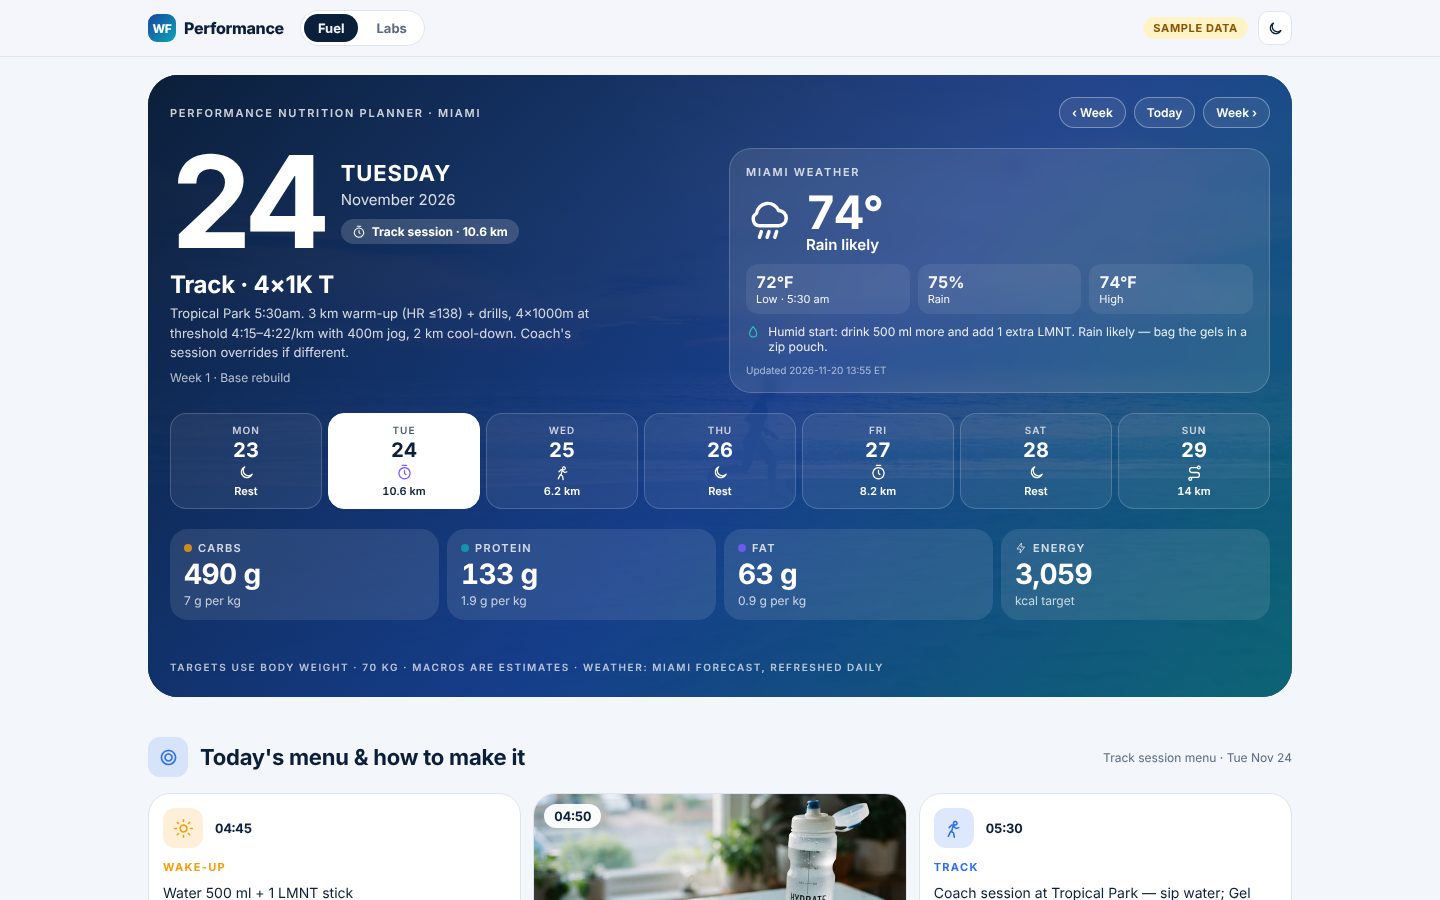 WF Performance Fuel Labs SAMPLE DATA
PERFORMANCE NUTRITION PLANNER · MIAMI
‹ Week Today Week ›
24
TUESDAY
November 2026
Track session · 10.6 km
Track · 4×1K T
Tropical Park 5:30am. 3 km warm-up (HR ≤138) + drills, 4×1000m at
threshold 4:15–4:22/km with 400m jog, 2 km cool-down. Coach's
session overrides if different.
Week 1 · Base rebuild
MIAMI WEATHER
74°
Rain likely
72°F
Low · 5:30 am
75%
Rain
74°F
High
Humid start: drink 500 ml more and add 1 extra LMNT. Rain likely — bag the gels in a
zip pouch.
Updated 2026-11-20 13:55 ET
MON
23
Rest
TUE
24
10.6 km
WED
25
6.2 km
THU
26
Rest
FRI
27
8.2 km
SAT
28
Rest
SUN
29
14 km
CARBS
490 g
7 g per kg
PROTEIN
133 g
1.9 g per kg
FAT
63 g
0.9 g per kg
ENERGY
3,059
kcal target
TARGETS USE BODY WEIGHT · 70 KG · MACROS ARE ESTIMATES · WEATHER: MIAMI FORECAST, REFRESHED DAILY
Today's menu & how to make it
Track session menu · Tue Nov 24
04:45
WAKE-UP
Water 500 ml + 1 LMNT stick
04:50
HYDRATE
05:30
TRACK
Coach session at Tropical Park — sip water; Gel